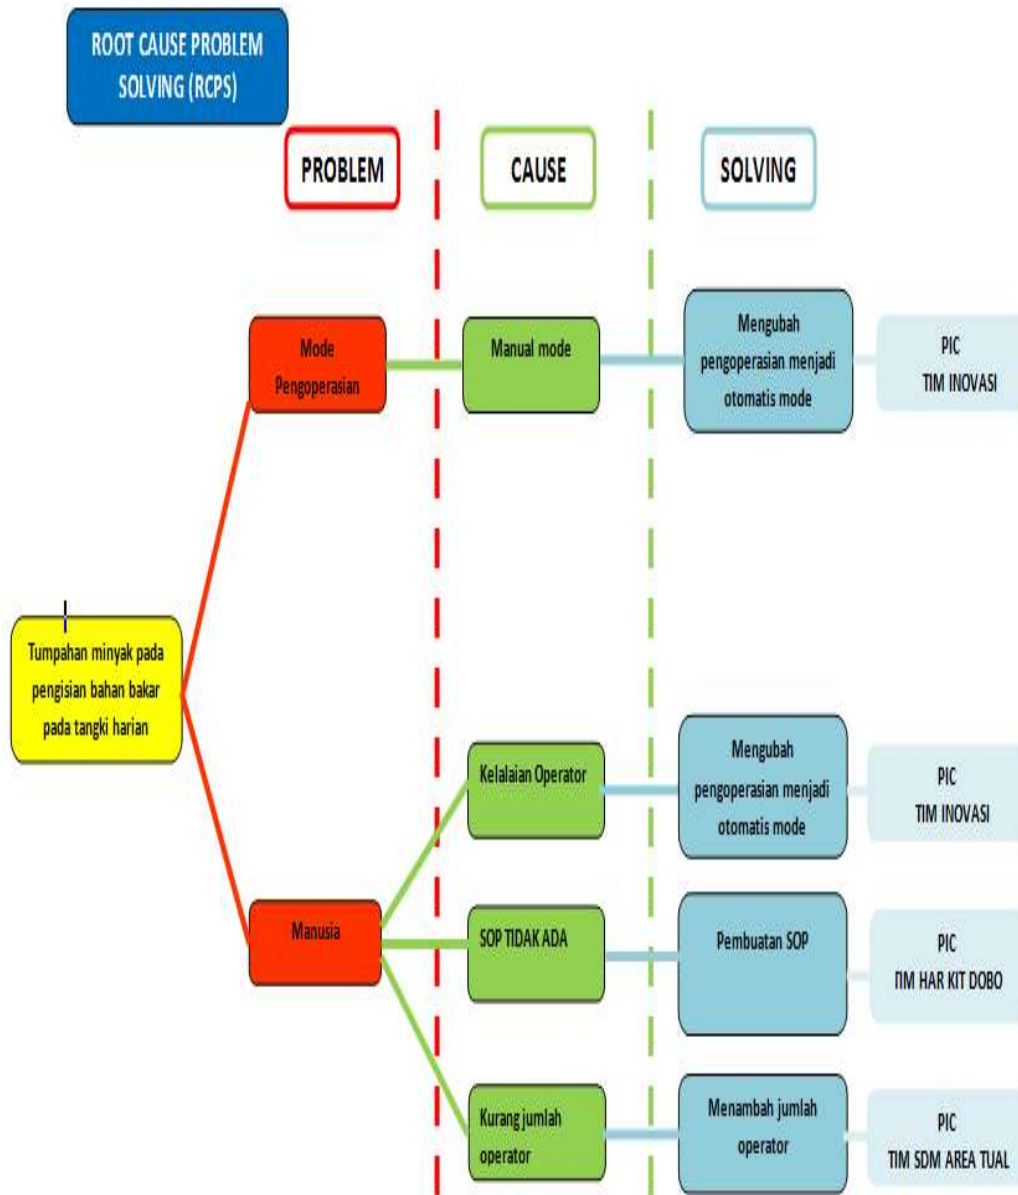 ROOT CAUSE PROBLEM
SOLVING (RCPS)
PROBLEM
CAUSE
SOLVING
Mode
Pengoperasian
Manual mode
Mengubah
pengoperasian menjadi
otomatis mode
PIC
TIM INOVASI
Tumpahan minyak pada
pengisian bahan bakar
pada tangki harian
Kelalaian Operator
Mengubah
pengoperasian menjadi
otomatis mode
PIC
TIM INOVASI
Manusia
SOP TIDAK ADA
Pembuatan SOP
PIC
TIM HAR KIT DOBO
Kurang jumlah
operator
Menambah jumlah
operator
PIC
TIM SDM AREA TUAL